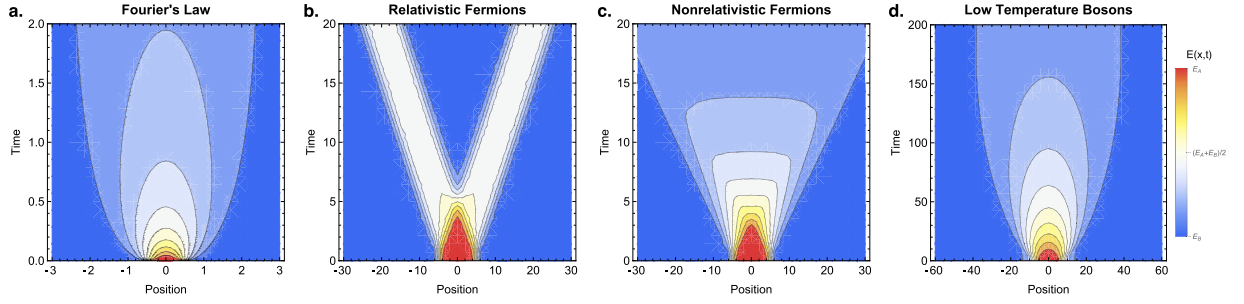 a. Fourier's Law
2.0
1.5
1.0
0.5
0.0
Time
-3 -2 -1 0 1 2 3
Position
b. Relativistic Fermions
20
15
10
5
0
Time
-30 -20 -10 0 10 20 30
Position
c. Nonrelativistic Fermions
20
15
10
5
0
Time
-30 -20 -10 0 10 20 30
Position
d. Low Temperature Bosons
200
150
100
50
0
Time
-60 -40 -20 0 20 40 60
Position
E(x,t)
E_A
(E_A+E_B)/2
E_B